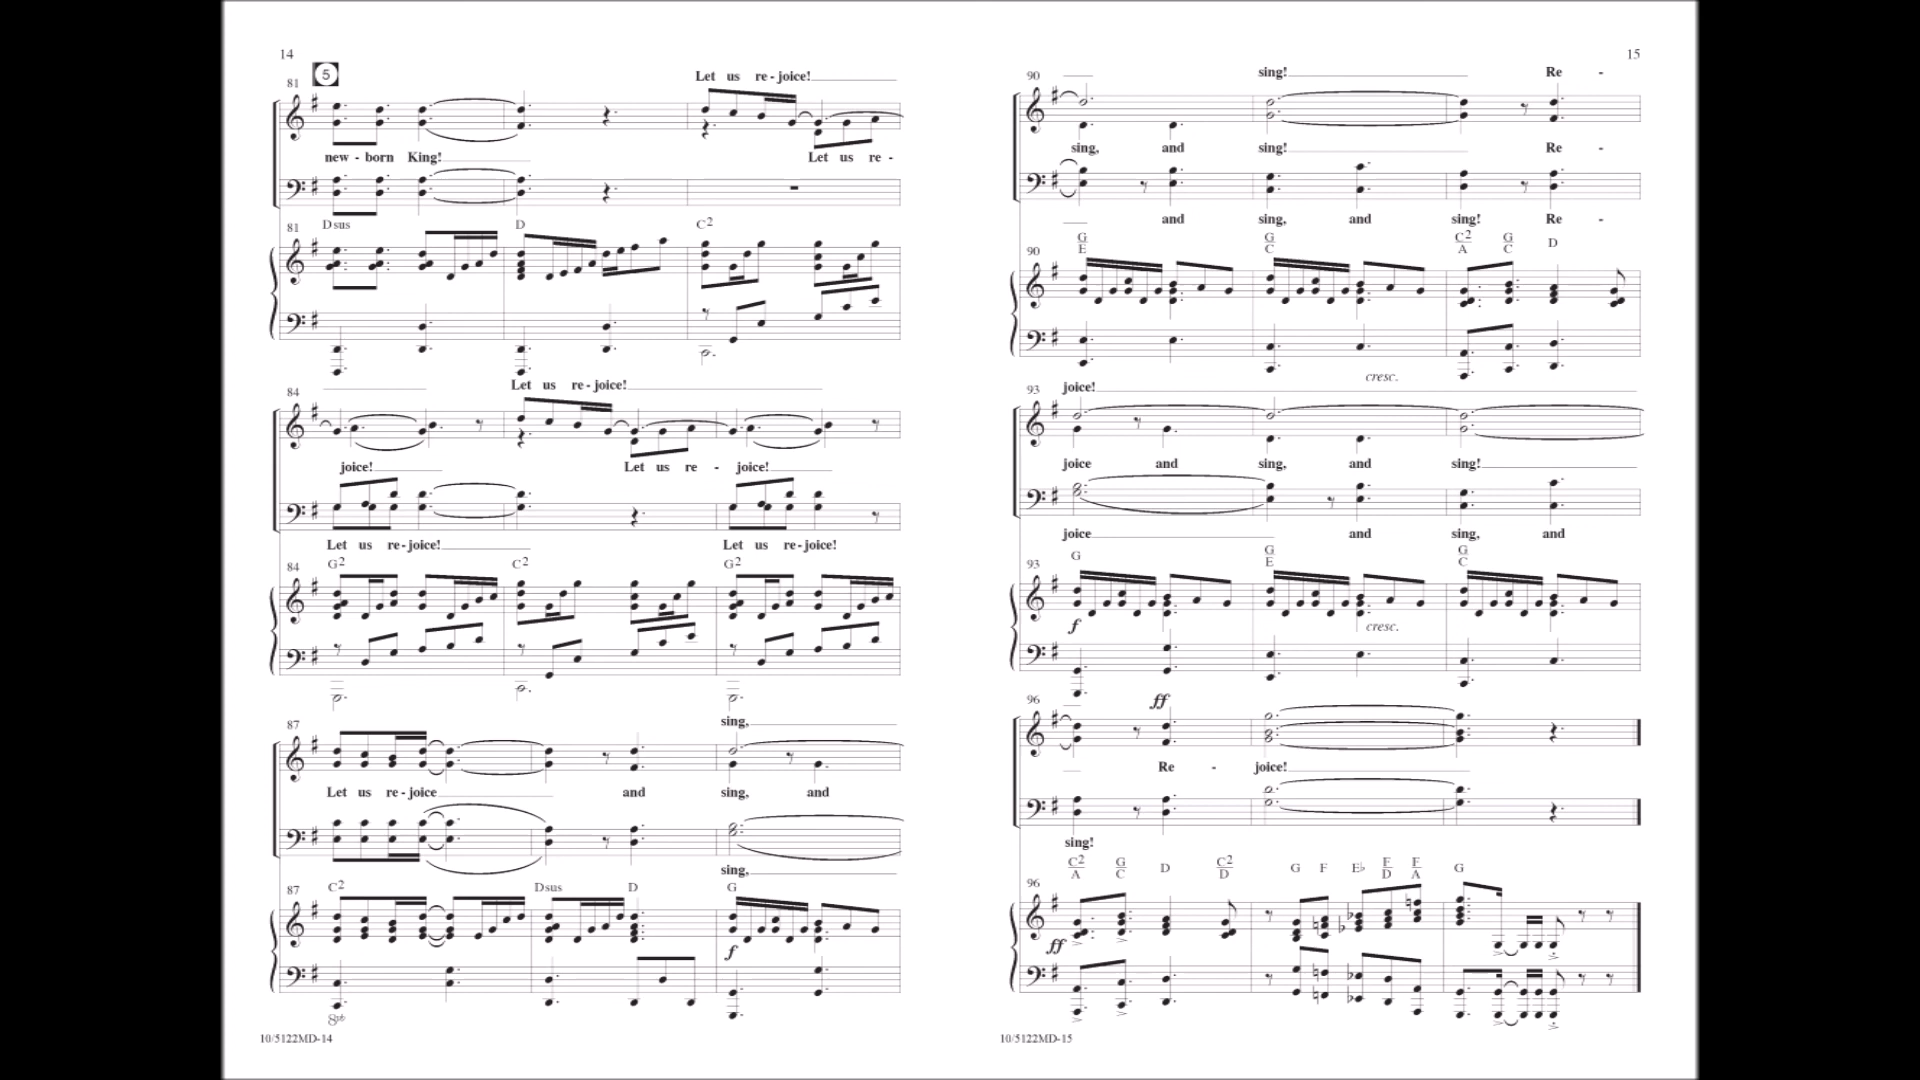 14
5
81
Let us re - joice!
new - born King!
Let us re -
81
Dsus D C2
84
Let us re - joice!
joice! Let us re - joice!
Let us re - joice! Let us re - joice!
84
G2 C2 G2
87
sing,
Let us re - joice and sing, and
sing,
87
C2 Dsus D G
f
8vb
10/5122MD-14
15
90
sing! Re -
sing, and sing! Re -
and sing, and sing! Re -
90
G/E G/C C2/A G/C D
cresc.
93
joice!
joice and sing, and sing!
joice and sing, and
93
G G/E G/C
f cresc.
96
ff
Re - joice!
sing!
96
C2/A G/C D C2/D G F E♭ F/D F/A G
ff
10/5122MD-15